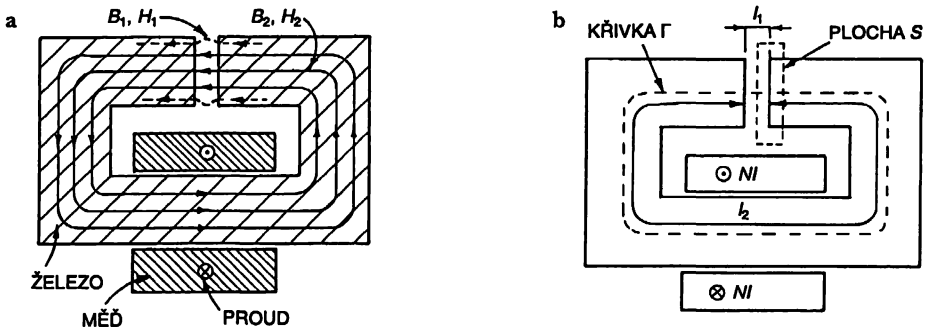 a
B₁, H₁
B₂, H₂
ŽELEZO
MĚĎ
PROUD
b
l₁
KŘIVKA Γ
PLOCHA S
NI
l₂
NI